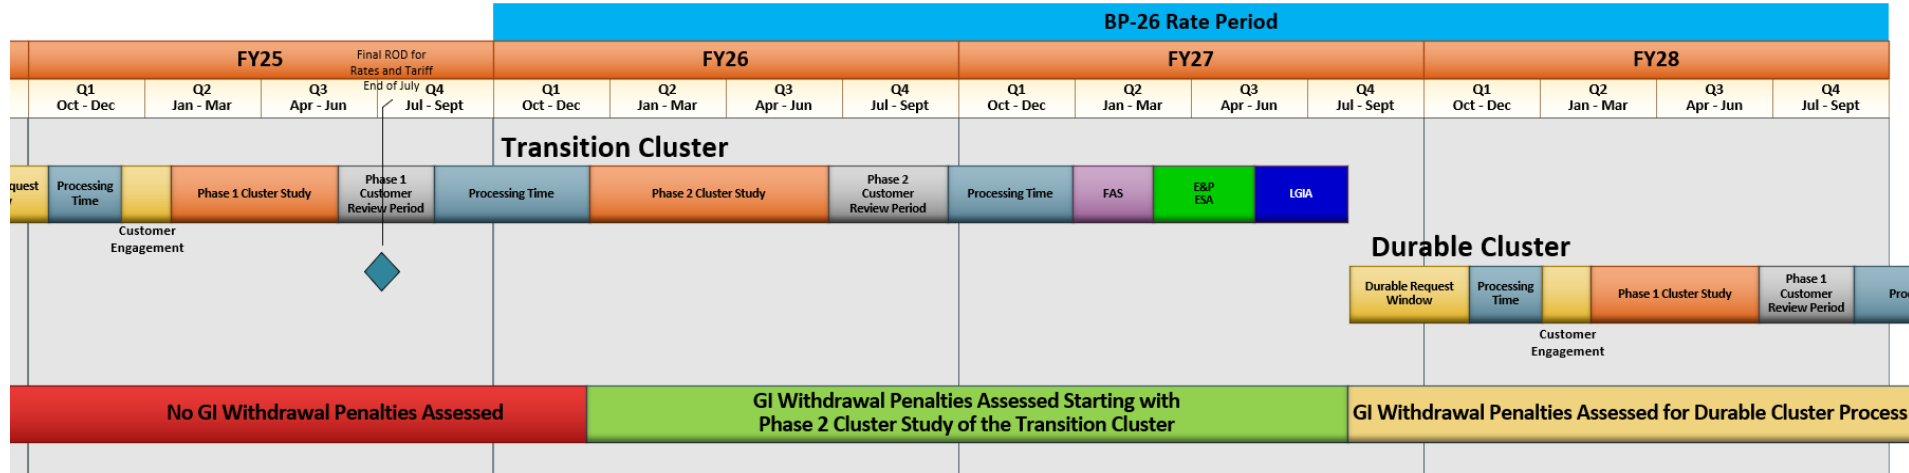 BP-26 Rate Period
FY25
FY26
FY27
FY28
Final ROD for
Rates and Tariff
End of July
Q1
Oct - Dec
Q2
Jan - Mar
Q3
Apr - Jun
Q4
Jul - Sept
Q1
Oct - Dec
Q2
Jan - Mar
Q3
Apr - Jun
Q4
Jul - Sept
Q1
Oct - Dec
Q2
Jan - Mar
Q3
Apr - Jun
Q4
Jul - Sept
Q1
Oct - Dec
Q2
Jan - Mar
Q3
Apr - Jun
Q4
Jul - Sept
Transition Cluster
quest
Processing
Time
Phase 1 Cluster Study
Phase 1
Customer
Review Period
Processing Time
Phase 2 Cluster Study
Phase 2
Customer
Review Period
Processing Time
FAS
E&P
ESA
LGIA
Customer
Engagement
Durable Cluster
Durable Request
Window
Processing
Time
Phase 1 Cluster Study
Phase 1
Customer
Review Period
Pro
Customer
Engagement
No GI Withdrawal Penalties Assessed
GI Withdrawal Penalties Assessed Starting with
Phase 2 Cluster Study of the Transition Cluster
GI Withdrawal Penalties Assessed for Durable Cluster Process